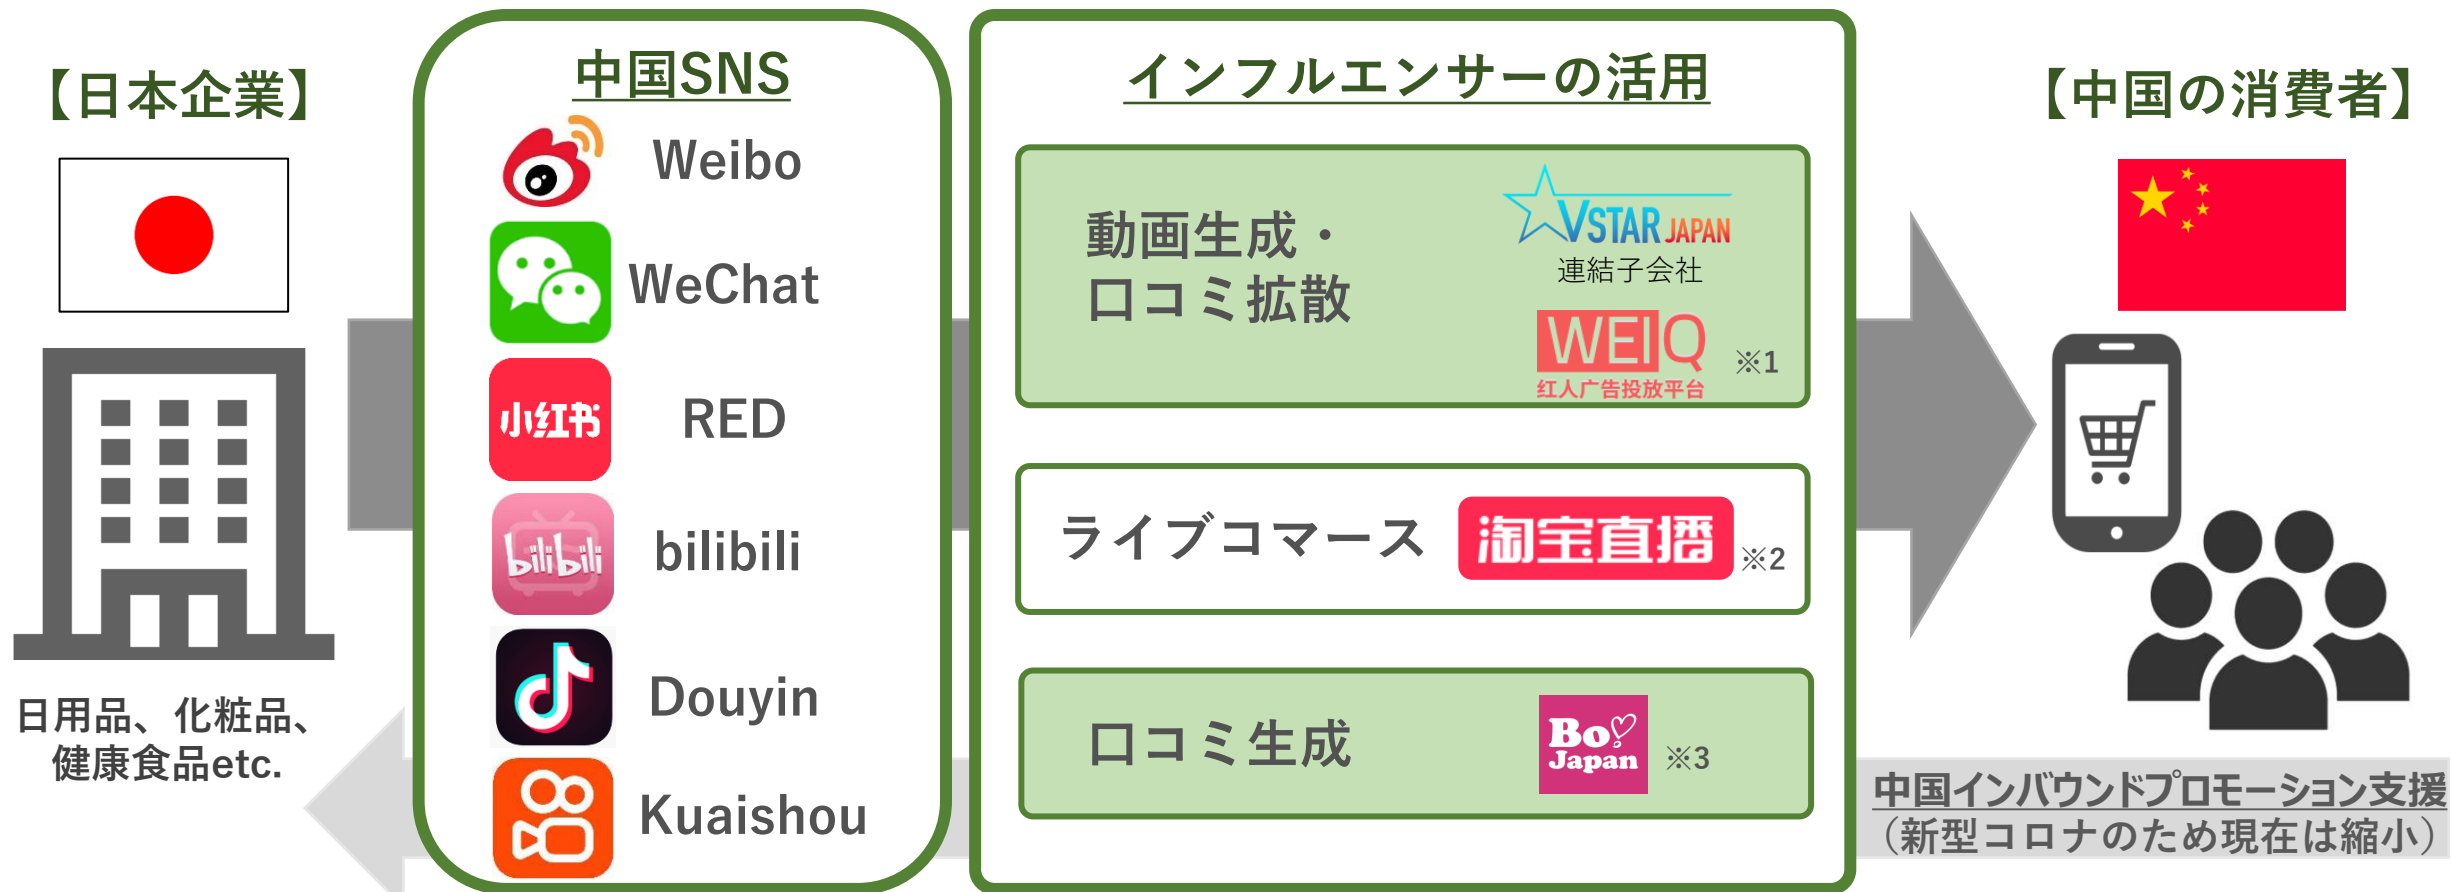 【日本企業】
日用品、化粧品、
健康食品etc.
中国SNS
Weibo
WeChat
小红书
RED
bilibili
bilibili
Douyin
Kuaishou
インフルエンサーの活用
動画生成・
口コミ拡散
VSTAR JAPAN
連結子会社
WEIQ
※1
红人广告投放平台
ライブコマース
淘宝直播
※2
口コミ生成
Bo
Japan
※3
【中国の消費者】
中国インバウンドプロモーション支援
（新型コロナのため現在は縮小）